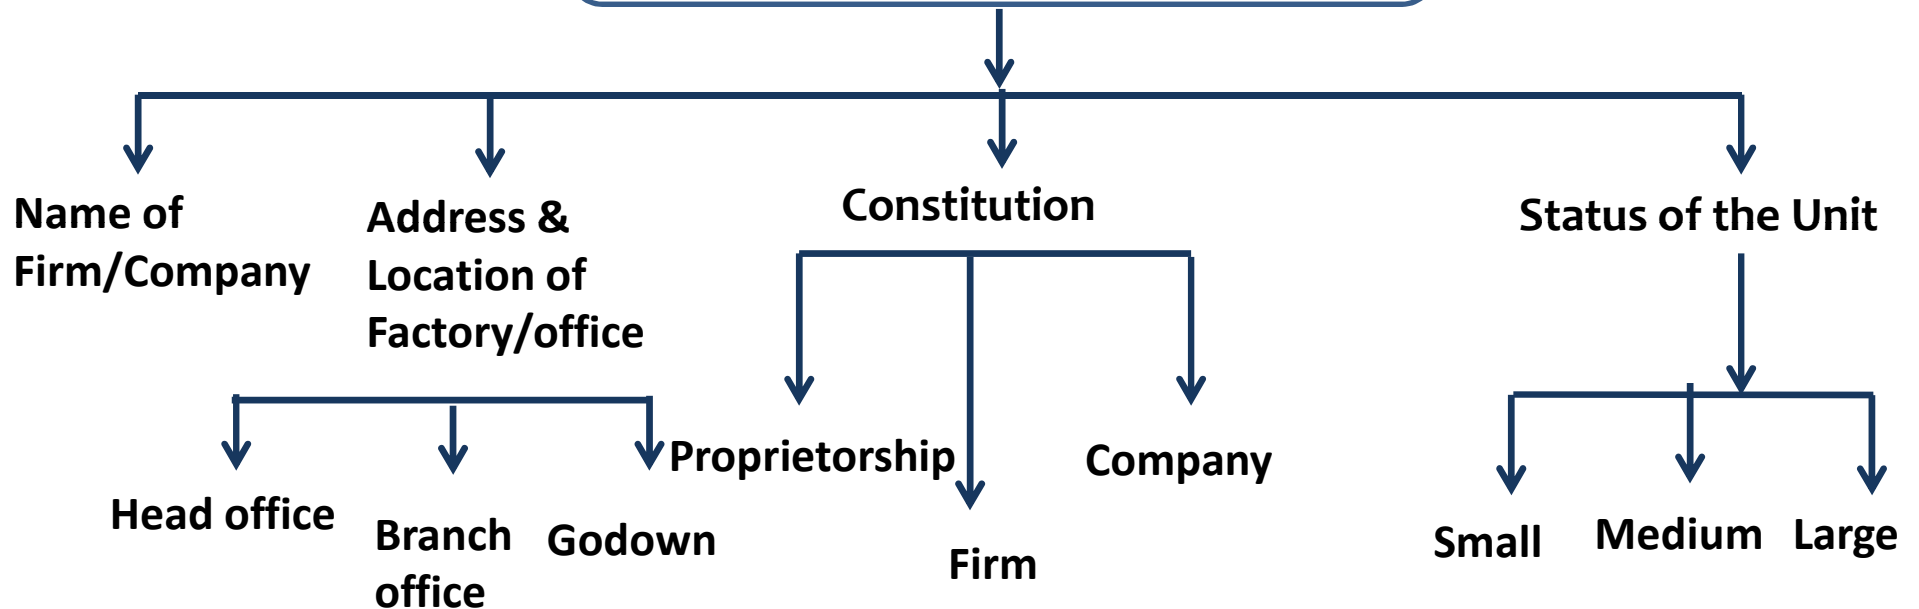 Name of
Firm/Company
Address &
Location of
Factory/office
Constitution
Status of the Unit
Head office
Branch
office
Godown
Proprietorship
Firm
Company
Small
Medium
Large